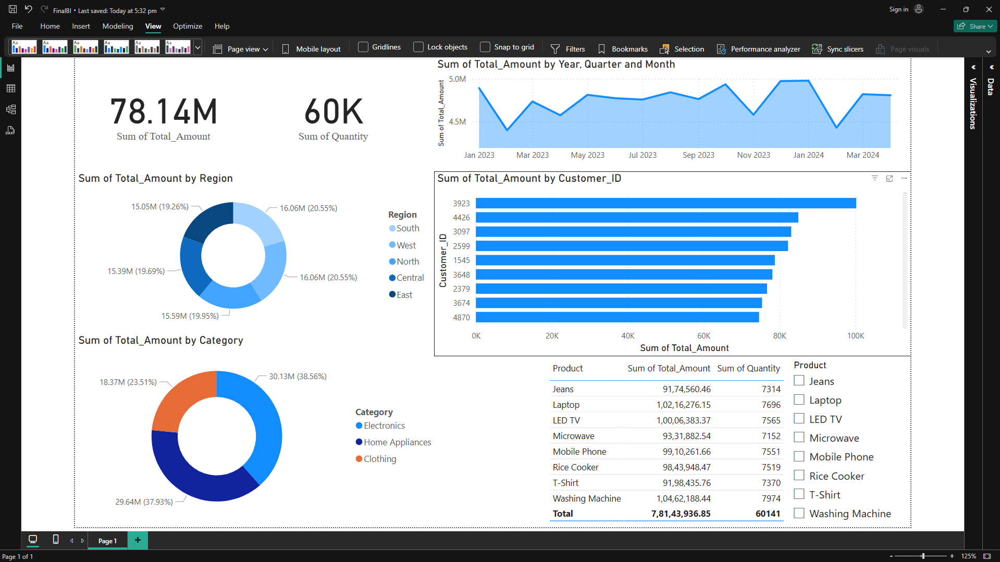 FinalBI • Last saved: Today at 5:32 pm
Sign in
File Home Insert Modeling View Optimize Help
Share
Aa Aa Aa Aa Aa Aa
Page view Mobile layout Gridlines Lock objects Snap to grid Filters Bookmarks Selection Performance analyzer Sync slicers Page visuals
DAX
78.14M
Sum of Total_Amount
60K
Sum of Quantity
Sum of Total_Amount by Year, Quarter and Month
Sum of Total_Amount
5.0M
4.5M
Jan 2023 Mar 2023 May 2023 Jul 2023 Sep 2023 Nov 2023 Jan 2024 Mar 2024
Sum of Total_Amount by Region
15.05M (19.26%)
16.06M (20.55%)
15.39M (19.69%)
16.06M (20.55%)
15.59M (19.95%)
Region
South
West
North
Central
East
Sum of Total_Amount by Customer_ID
Customer_ID
3923
4426
3097
2599
1545
3648
2379
3674
4870
0K 20K 40K 60K 80K 100K
Sum of Total_Amount
Sum of Total_Amount by Category
18.37M (23.51%)
30.13M (38.56%)
29.64M (37.93%)
Category
Electronics
Home Appliances
Clothing
Product Sum of Total_Amount Sum of Quantity
Jeans 91,74,560.46 7314
Laptop 1,02,16,276.15 7696
LED TV 1,00,06,383.37 7565
Microwave 93,31,882.54 7152
Mobile Phone 99,10,261.66 7551
Rice Cooker 98,43,948.47 7519
T-Shirt 91,98,435.76 7370
Washing Machine 1,04,62,188.44 7974
Total 7,81,43,936.85 60141
Product
Jeans
Laptop
LED TV
Microwave
Mobile Phone
Rice Cooker
T-Shirt
Washing Machine
Visualizations
Data
Page 1
Page 1 of 1
125%